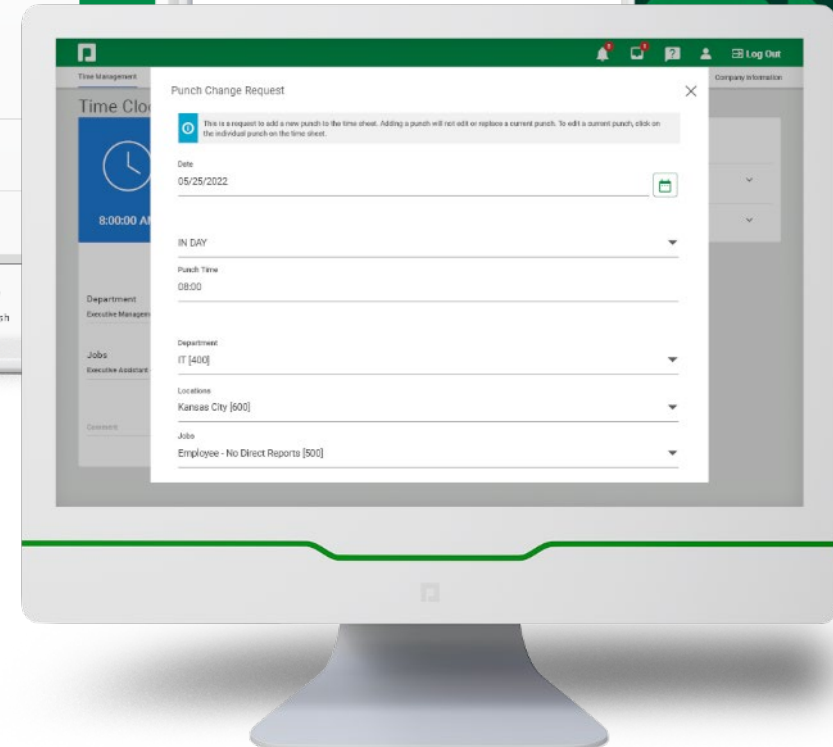 Log Out
Time Management
Company Information
Time Clo
Punch Change Request
This is a request to add a new punch to the time sheet. Adding a punch will not edit or replace a current punch. To edit a current punch, click on
the individual punch on the time sheet.
Date
05/25/2022
8:00:00 AM
IN DAY
Punch Time
08:00
Department
Executive Managem
Department
IT [400]
Jobs
Executive Assistant -
Locations
Kansas City [600]
Jobs
Employee - No Direct Reports [500]
Comment
sh